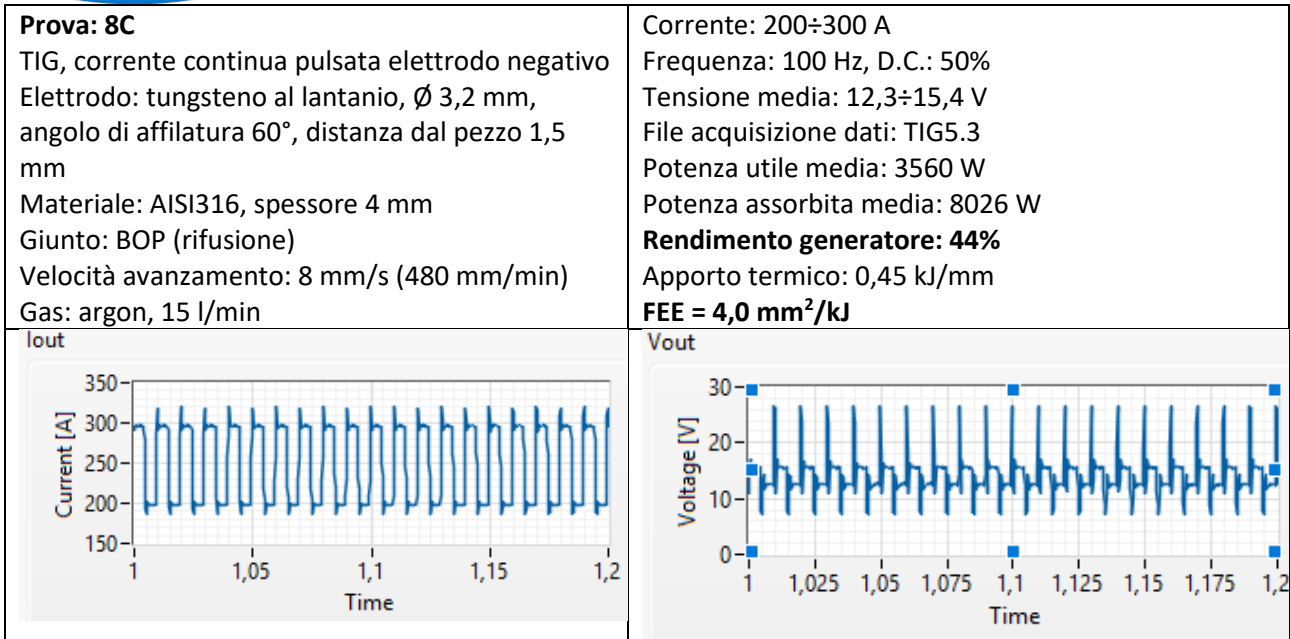 Prova: 8C
TIG, corrente continua pulsata elettrodo negativo
Elettrodo: tungsteno al lantanio, Ø 3,2 mm,
angolo di affilatura 60°, distanza dal pezzo 1,5
mm
Materiale: AISI316, spessore 4 mm
Giunto: BOP (rifusione)
Velocità avanzamento: 8 mm/s (480 mm/min)
Gas: argon, 15 l/min
Corrente: 200÷300 A
Frequenza: 100 Hz, D.C.: 50%
Tensione media: 12,3÷15,4 V
File acquisizione dati: TIG5.3
Potenza utile media: 3560 W
Potenza assorbita media: 8026 W
Rendimento generatore: 44%
Apporto termico: 0,45 kJ/mm
FEE = 4,0 mm²/kJ
Iout
Current [A]
350
300
250
200
150
1 1,05 1,1 1,15 1,2
Time
Vout
Voltage [V]
30
20
10
0
1 1,025 1,05 1,075 1,1 1,125 1,15 1,175 1,2
Time